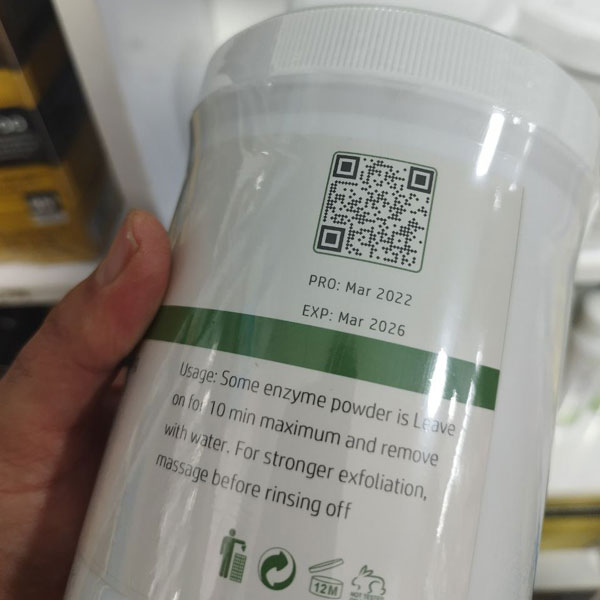 PRO: Mar 2022
EXP: Mar 2026
Usage: Some enzyme powder is Leave
on for 10 min maximum and remove
with water. For stronger exfoliation,
massage before rinsing off
12M